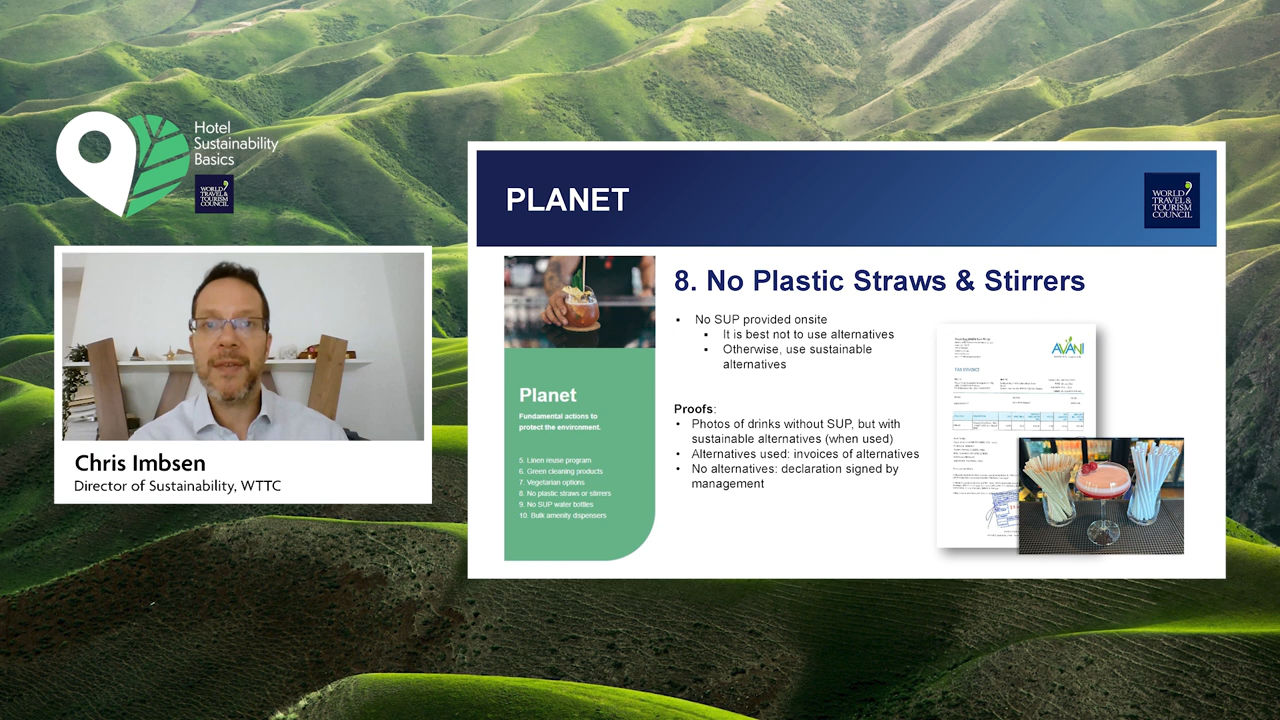 Hotel
Sustainability
Basics
WORLD
TRAVEL&
TOURISM
COUNCIL
Chris Imbsen
Director of Sustainability, WT
PLANET
WORLD
TRAVEL&
TOURISM
COUNCIL
Planet
Fundamental actions to
protect the environment.
5. Linen reuse program
6. Green cleaning products
7. Vegetarian options
8. No plastic straws or stirrers
9. No SUP water bottles
10. Bulk amenity dispensers
8. No Plastic Straws & Stirrers
• No SUP provided onsite
▪ It is best not to use alternatives
▪ Otherwise, use sustainable
alternatives
Proofs:
• Photos of drinks without SUP, but with
sustainable alternatives (when used)
• Alternatives used: invoices of alternatives
• No alternatives: declaration signed by
management
AVANI
TAX INVOICE